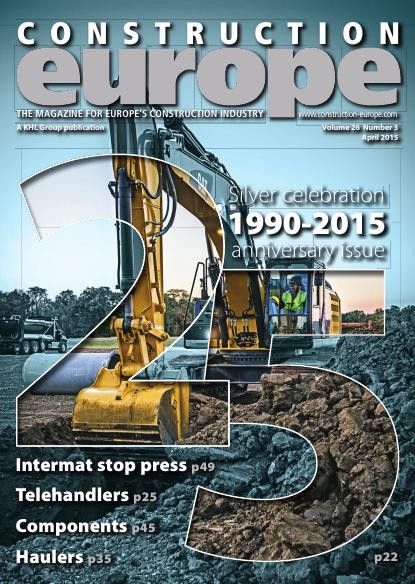 CONSTRUCTION
europe
THE MAGAZINE FOR EUROPE'S CONSTRUCTION INDUSTRY
www.construction-europe.com
A KHL Group publication
Volume 26 Number 3
April 2015
Silver celebration
1990-2015
anniversary issue
25
Intermat stop press p49
Telehandlers p25
Components p45
Haulers p35
p22